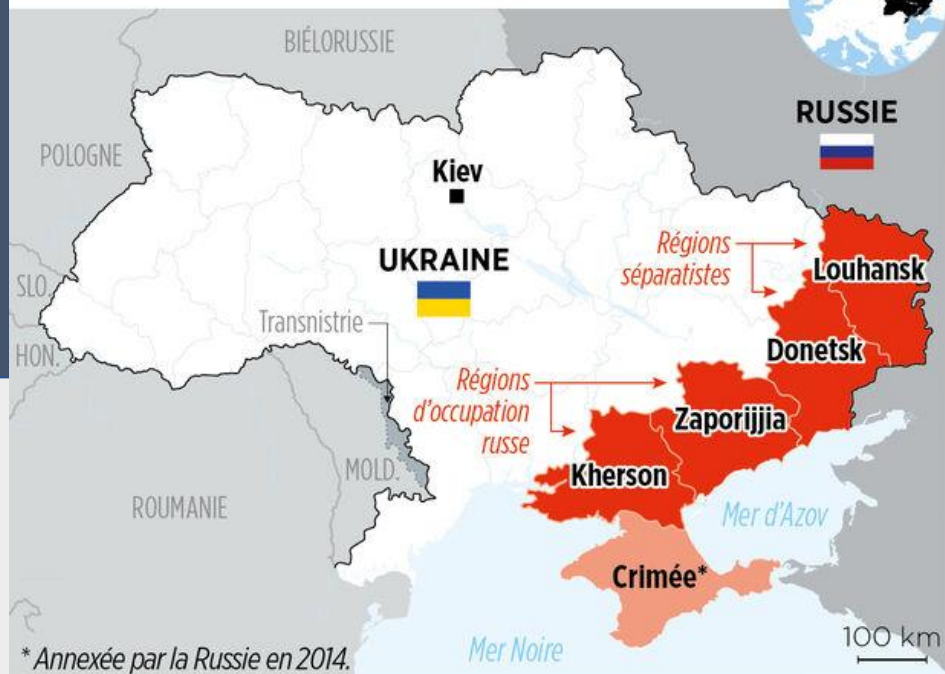 BIÉLORUSSIE
RUSSIE
POLOGNE
Kiev
Régions
séparatistes
Louhansk
UKRAINE
SLO.
Transnistrie
HON.
Donetsk
Régions
d'occupation
russe
Zaporijjia
MOLD.
Kherson
ROUMANIE
Mer d'Azov
Crimée*
100 km
Mer Noire
* Annexée par la Russie en 2014.